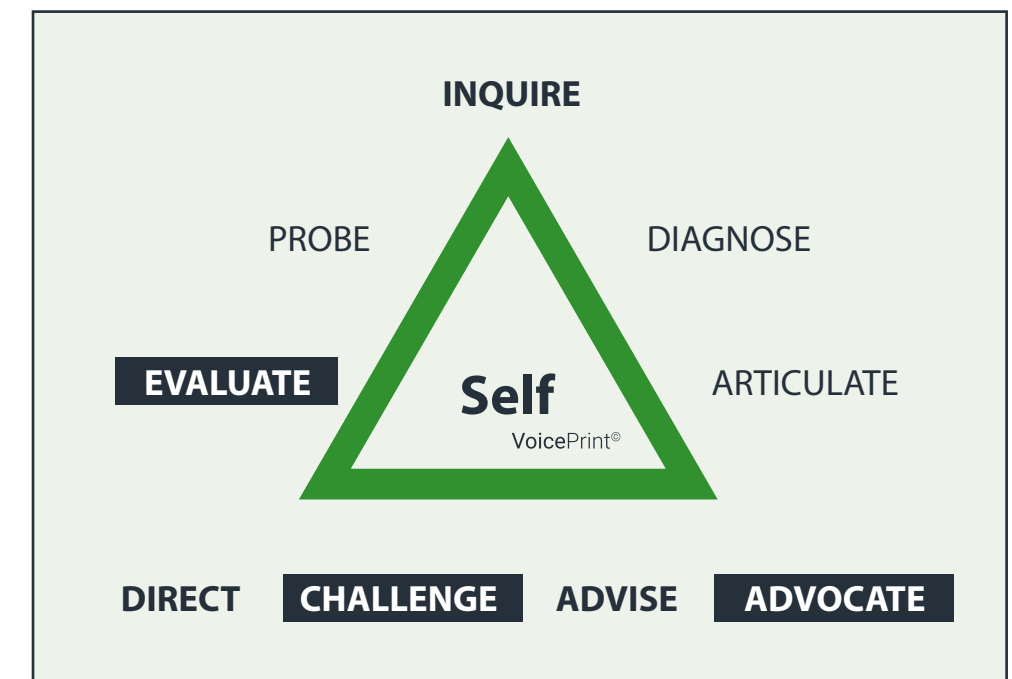 INQUIRE
PROBE DIAGNOSE
EVALUATE ARTICULATE
Self
VoicePrint©
DIRECT CHALLENGE ADVISE ADVOCATE